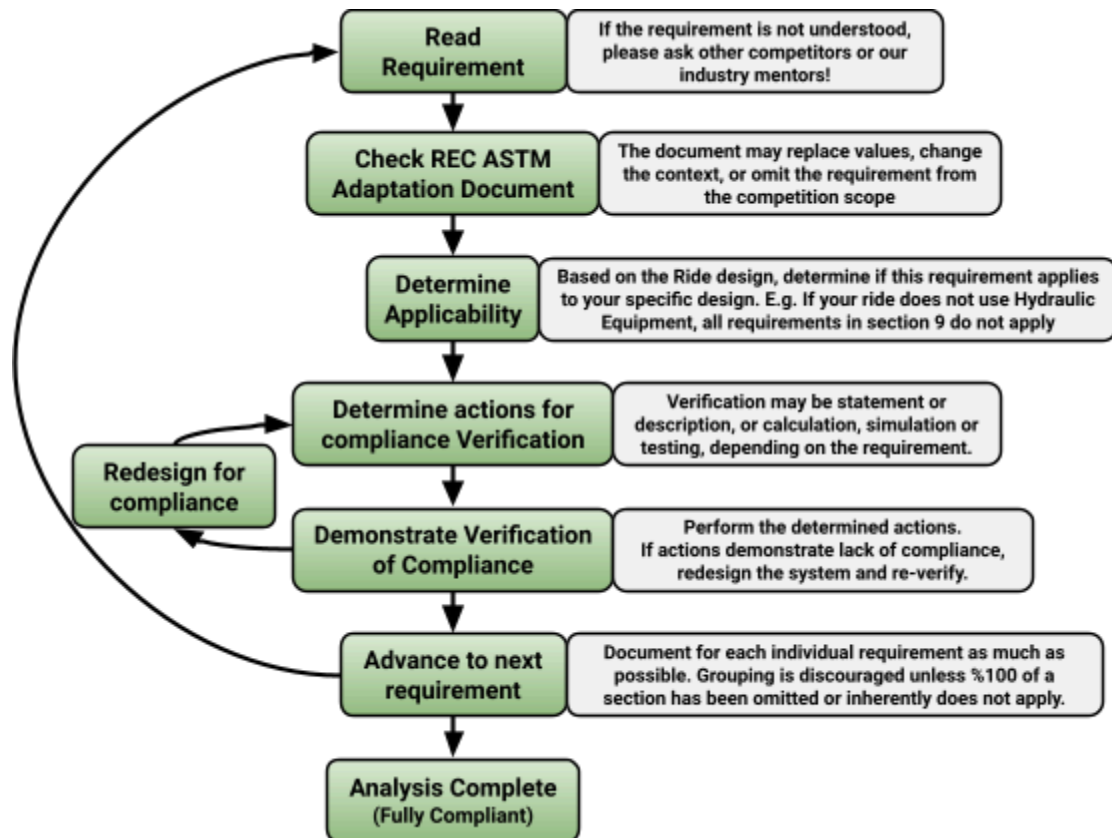 Read
Requirement
If the requirement is not understood,
please ask other competitors or our
industry mentors!
Check REC ASTM
Adaptation Document
The document may replace values, change
the context, or omit the requirement from
the competition scope
Determine
Applicability
Based on the Ride design, determine if this requirement applies
to your specific design. E.g. If your ride does not use Hydraulic
Equipment, all requirements in section 9 do not apply
Determine actions for
compliance Verification
Verification may be statement or
description, or calculation, simulation or
testing, depending on the requirement.
Redesign for
compliance
Demonstrate Verification
of Compliance
Perform the determined actions.
If actions demonstrate lack of compliance,
redesign the system and re-verify.
Advance to next
requirement
Document for each individual requirement as much as
possible. Grouping is discouraged unless %100 of a
section has been omitted or inherently does not apply.
Analysis Complete
(Fully Compliant)